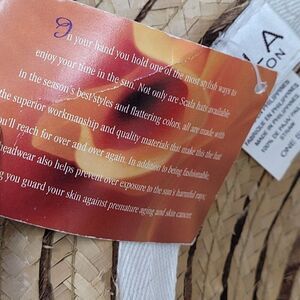 In your hand you hold one of the most stylish ways to
enjoy your time in the sun. Not only are Scala hats available
in the season's best styles and flattering colors, all are made with
the superior workmanship and quality materials that make this the hat
you'll reach for over and over again. In addition to being fashionable,
headwear also helps prevent over exposure to the sun's harmful rays,
you guard your skin against premature aging and skin cancer
LA
ION